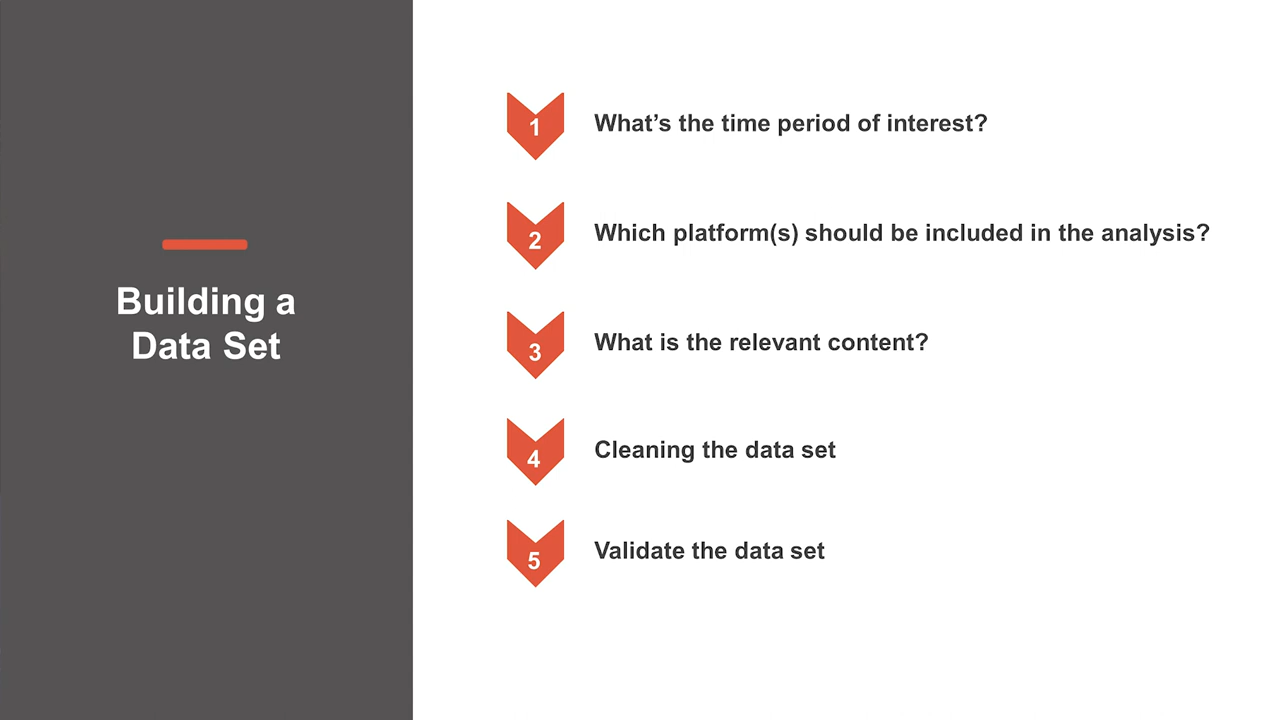 Building a
Data Set
1 What’s the time period of interest?
2 Which platform(s) should be included in the analysis?
3 What is the relevant content?
4 Cleaning the data set
5 Validate the data set